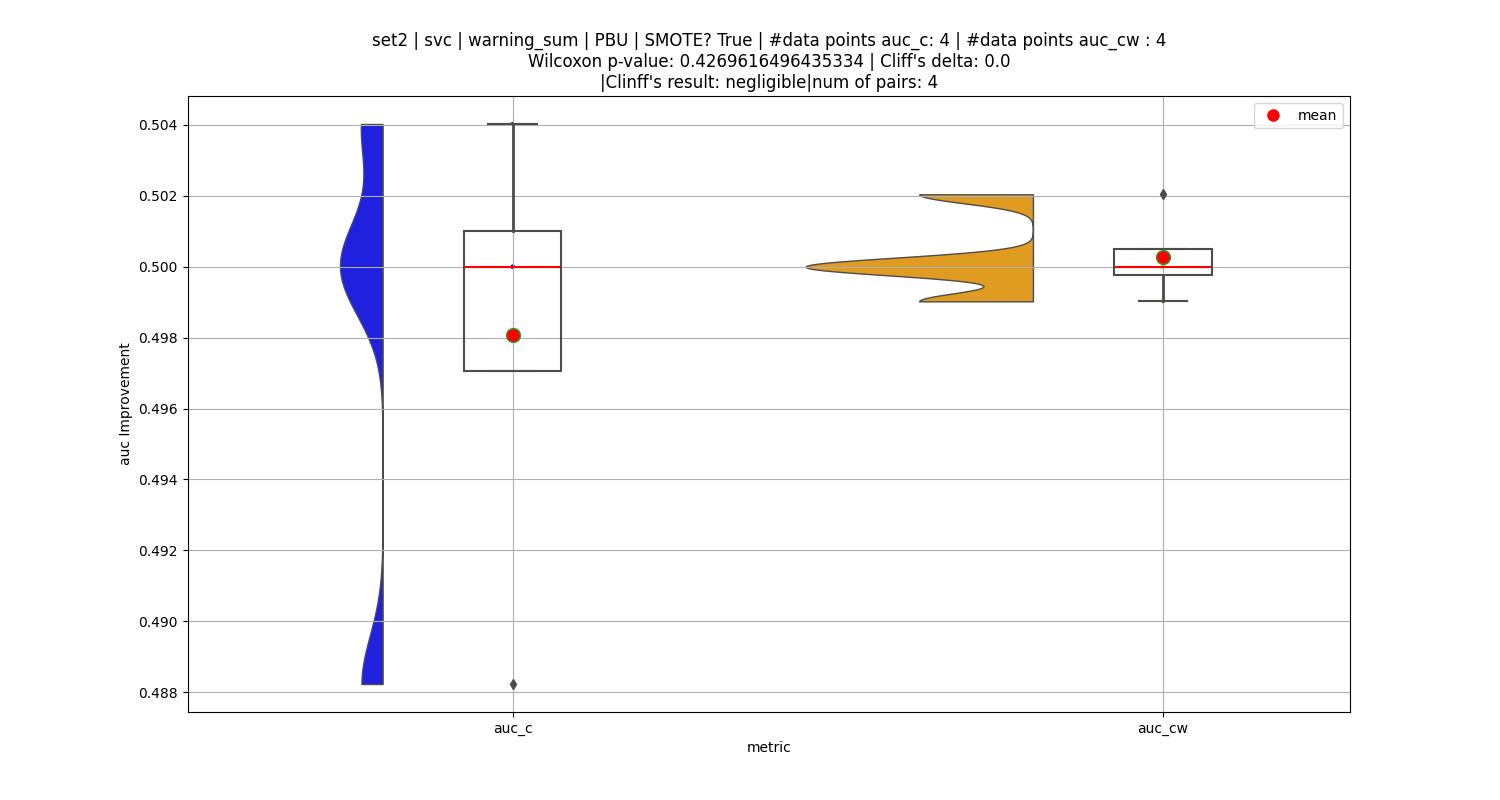 set2 | svc | warning_sum | PBU | SMOTE? True | #data points auc_c: 4 | #data points auc_cw : 4
Wilcoxon p-value: 0.4269616496435334 | Cliff's delta: 0.0
|Clinff's result: negligible|num of pairs: 4
mean
0.504
0.502
0.500
0.498
0.496
0.494
0.492
0.490
0.488
auc Improvement
auc_c
auc_cw
metric